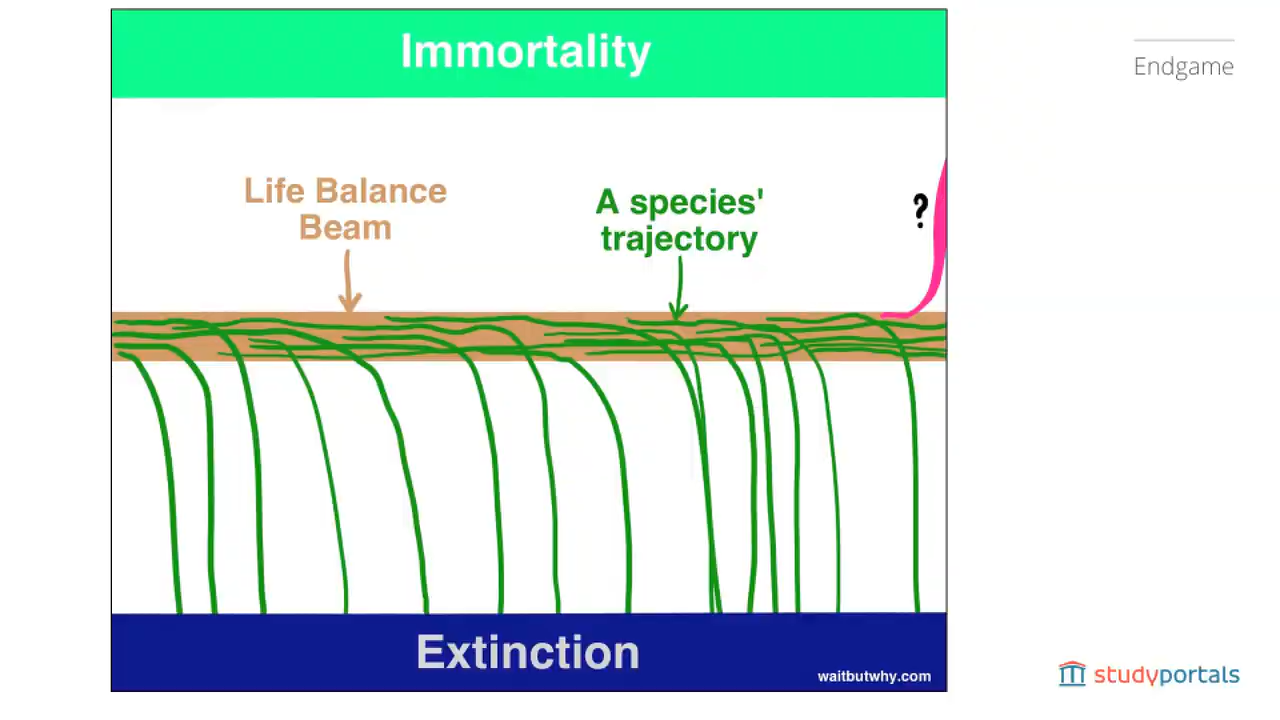 Immortality
Endgame
Life Balance
Beam
A species'
trajectory
?
Extinction
waitbutwhy.com
studyportals